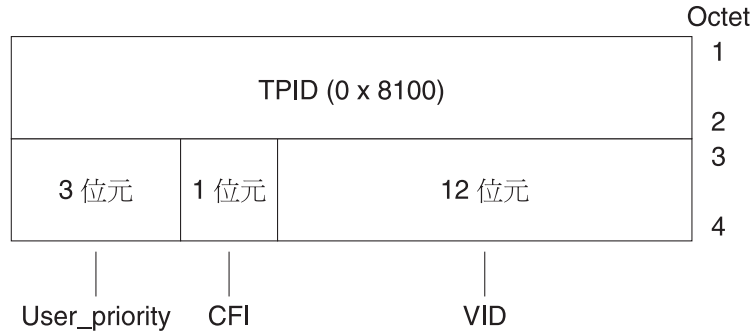 Octet
1
TPID (0 x 8100)
2
3
3 位元
1 位元
12 位元
4
User_priority
CFI
VID